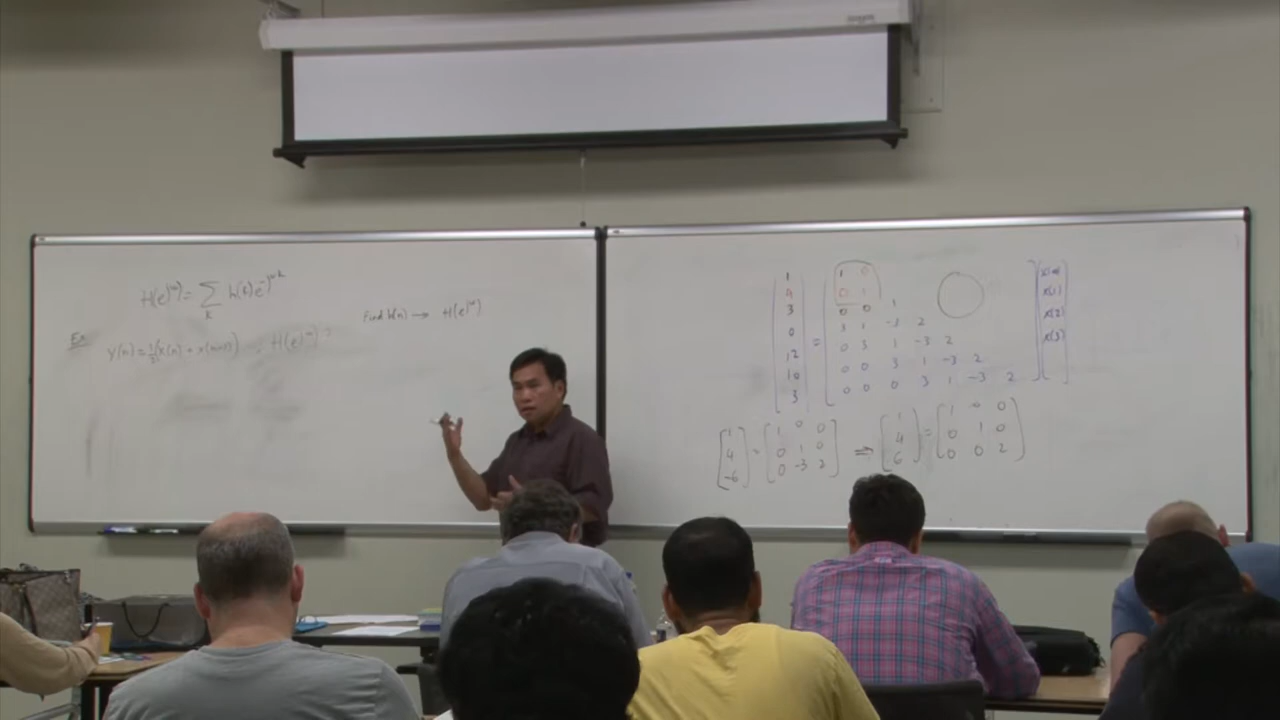 H(e^jω) = ∑_k h(k)e^-jωk
Find h(n) → H(e^jω)
Ex
y(n) = 1/2(x(n) + x(n-1)) → H(e^jω) ?
1
4
3
0
12
10
3
=
1 0
0 1
0 0 1
3 1 -3 2
0 3 1 -3 2
0 0 3 1 -3 2
0 0 0 3 1 -3 2
x(0)
x(1)
x(2)
x(3)
1 = 1 0 0 ⇒ 1 = 1 0 0
4 0 1 0 4 0 1 0
-6 0 -3 2 6 0 0 2